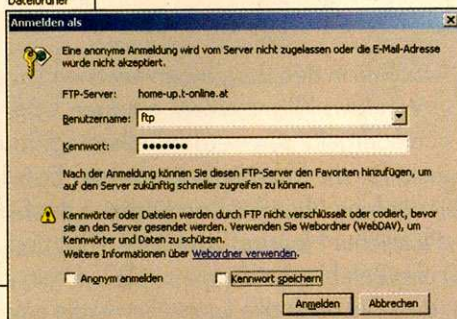 Dateiordner
Anmelden als
Eine anonyme Anmeldung wird vom Server nicht zugelassen oder die E-Mail-Adresse
wurde nicht akzeptiert.
FTP-Server: home-up.t-online.at
Benutzername: ftp
Kennwort: ●●●●●●●
Nach der Anmeldung können Sie diesen FTP-Server den Favoriten hinzufügen, um
auf den Server zukünftig schneller zugreifen zu können.
Kennwörter oder Dateien werden durch FTP nicht verschlüsselt oder codiert, bevor
sie an den Server gesendet werden. Verwenden Sie Webordner (WebDAV), um
Kennwörter und Daten zu schützen.
Weitere Informationen über Webordner verwenden.
Anonym anmelden Kennwort speichern
Anmelden Abbrechen